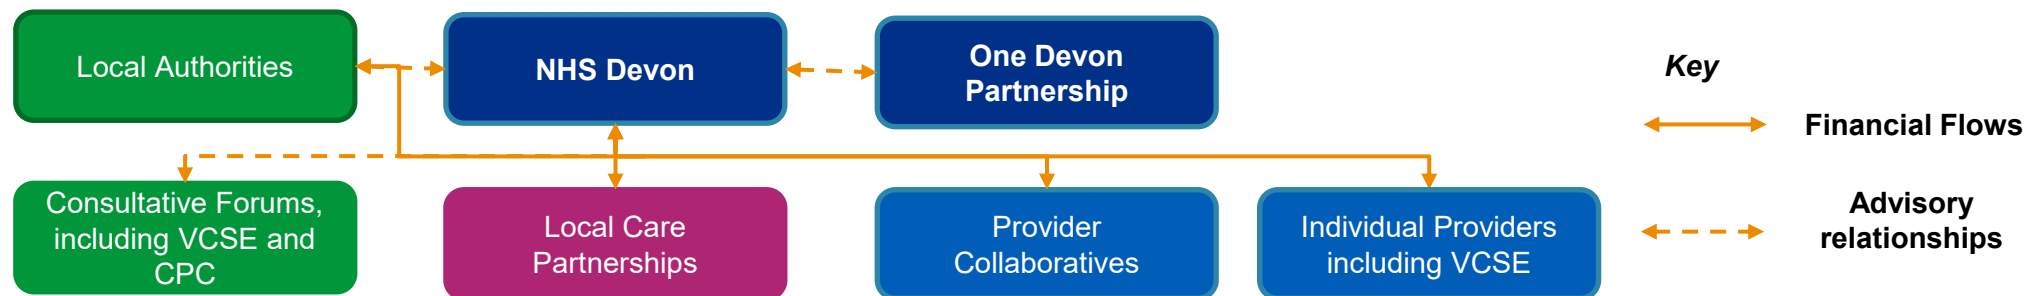 Local Authorities
NHS Devon
One Devon
Partnership
Key
Financial Flows
Consultative Forums,
including VCSE and
CPC
Local Care
Partnerships
Provider
Collaboratives
Individual Providers
including VCSE
Advisory
relationships